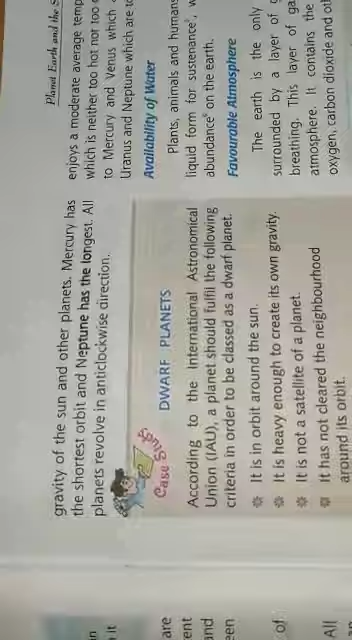 gravity of the sun and other planets. Mercury has
the shortest orbit and Neptune has the longest. All
planets revolve in anticlockwise direction.
Case Study
DWARF PLANETS
According to the International Astronomical
Union (IAU), a planet should fulfil the following
criteria in order to be classed as a dwarf planet.
It is in orbit around the sun.
It is heavy enough to create its own gravity.
It is not a satellite of a planet.
It has not cleared the neighbourhood
around its orbit.
Planet Earth and the
enjoys a moderate average
which is neither too hot nor too
to Mercury and Venus which
Uranus and Neptune which are
Availability of Water
Plants, animals and humans
liquid form for sustenance
abundance on the earth.
Favourable Atmosphere
The earth is the only
surrounded by a layer of
breathing. This layer of
atmosphere. It contains the
oxygen, carbon dioxide and
it
are
and
of
All